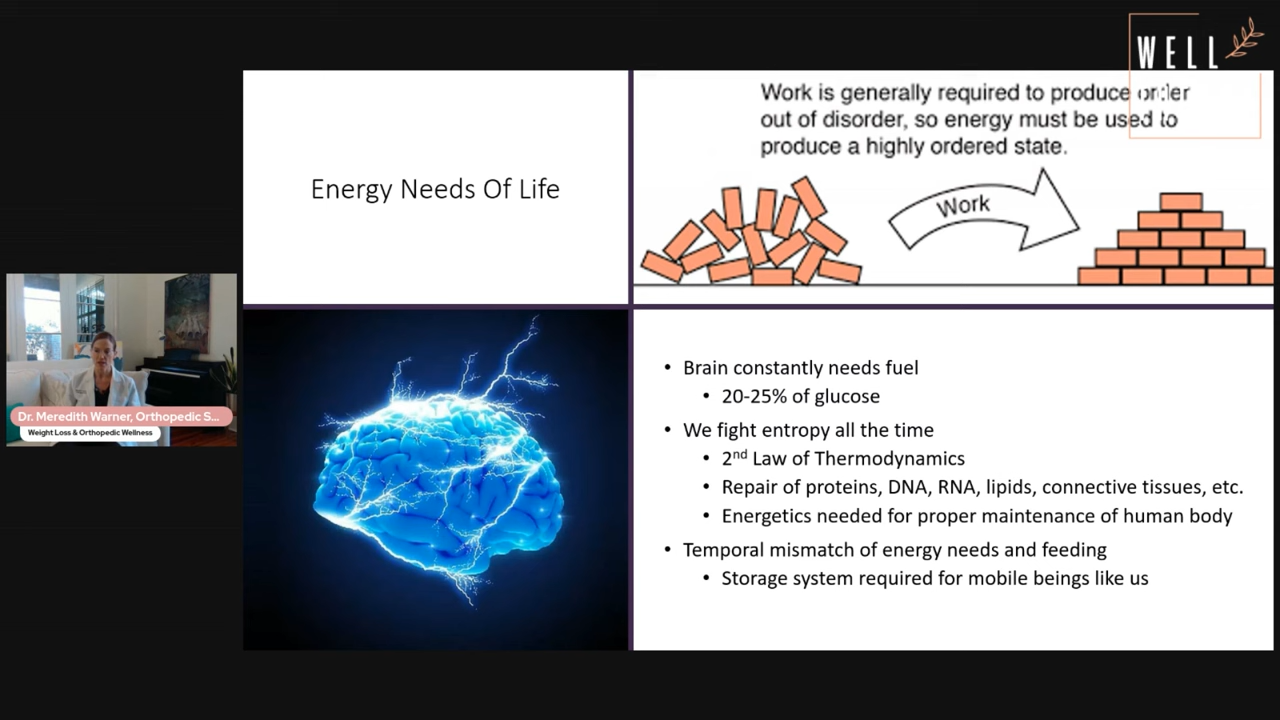 WELL
Energy Needs Of Life
Work is generally required to produce order
out of disorder, so energy must be used to
produce a highly ordered state.
Work
Dr. Meredith Warner, Orthopedic S...
Weight Loss & Orthopedic Wellness
• Brain constantly needs fuel
• 20-25% of glucose
• We fight entropy all the time
• 2nd Law of Thermodynamics
• Repair of proteins, DNA, RNA, lipids, connective tissues, etc.
• Energetics needed for proper maintenance of human body
• Temporal mismatch of energy needs and feeding
• Storage system required for mobile beings like us